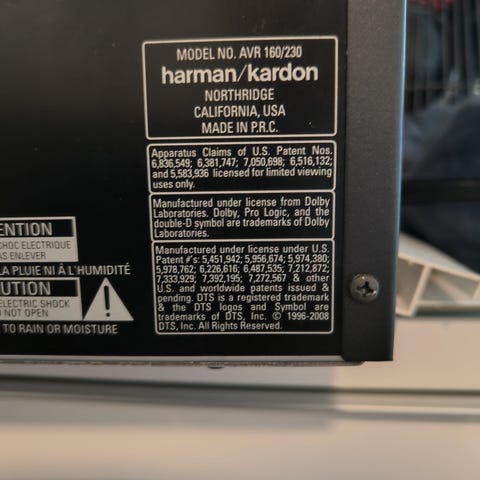 MODEL NO. AVR 160/230
harman/kardon
NORTHRIDGE
CALIFORNIA, USA
MADE IN P.R.C.
Apparatus Claims of U.S. Patent Nos.
6,836,549; 6,381,747; 7,050,698; 6,516,132;
and 5,583,936 licensed for limited viewing
uses only.
Manufactured under license from Dolby
Laboratories. Dolby, Pro Logic, and the
double-D symbol are trademarks of Dolby
Laboratories.
Manufactured under license under U.S.
Patent #'s: 5,451,942; 5,956,674; 5,974,380;
5,978,762; 6,226,616; 6,487,535; 7,212,872;
7,333,929; 7,392,195; 7,272,567 & other
U.S. and worldwide patents issued &
pending. DTS is a registered trademark
& the DTS logos and Symbol are
trademarks of DTS, Inc. © 1996-2008
DTS, Inc. All Rights Reserved.
ENTION
CHOC ELECTRIQUE
AS ENLEVER
LA PLUIE NI À L'HUMIDITÉ
UTION
ELECTRIC SHOCK
DO NOT OPEN
TO RAIN OR MOISTURE